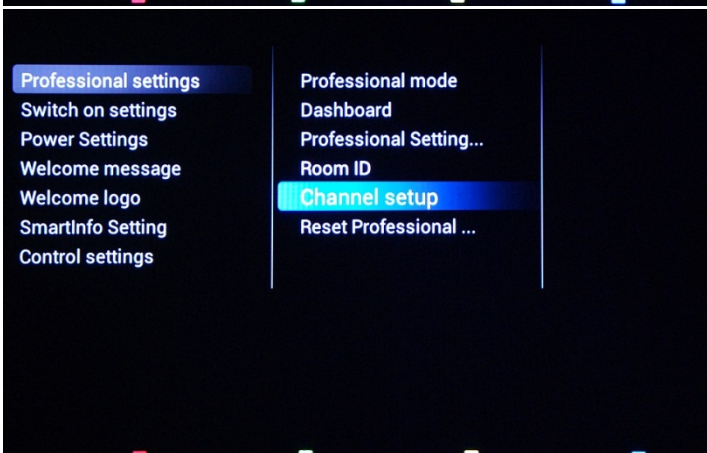 Professional settings
Switch on settings
Power Settings
Welcome message
Welcome logo
SmartInfo Setting
Control settings
Professional mode
Dashboard
Professional Setting...
Room ID
Channel setup
Reset Professional ...